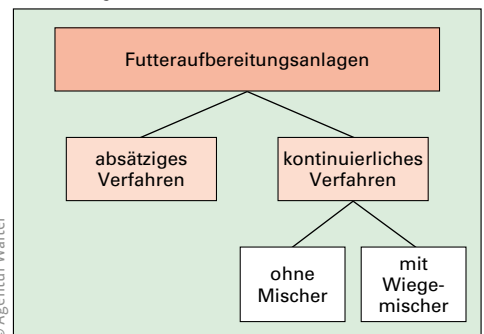 Futteraufbereitungsanlagen
absätziges
Verfahren
kontinuierliches
Verfahren
ohne
Mischer
mit
Wiege-
mischer
Agentur Walter